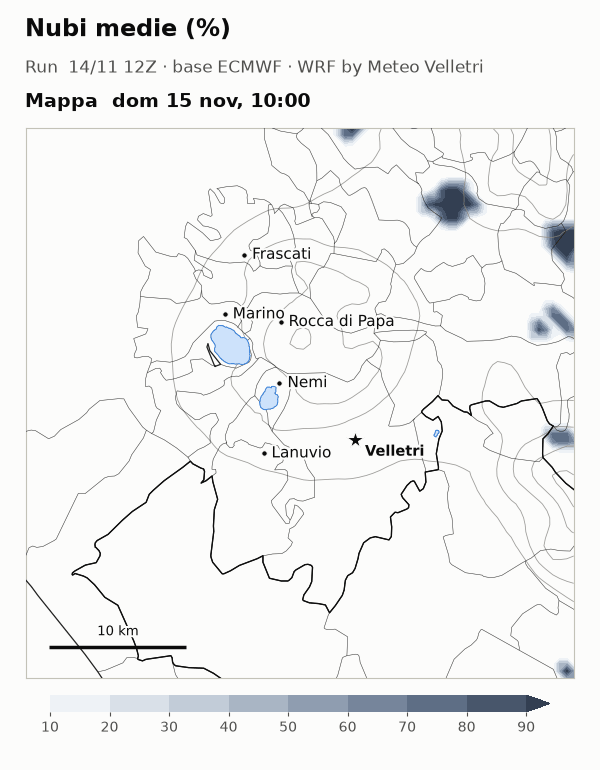 Nubi medie (%)
Run  14/11 12Z · base ECMWF · WRF by Meteo Velletri
Mappa  dom 15 nov, 10:00
Frascati
Marino
Rocca di Papa
Nemi
Velletri
Lanuvio
10 km
10 20 30 40 50 60 70 80 90